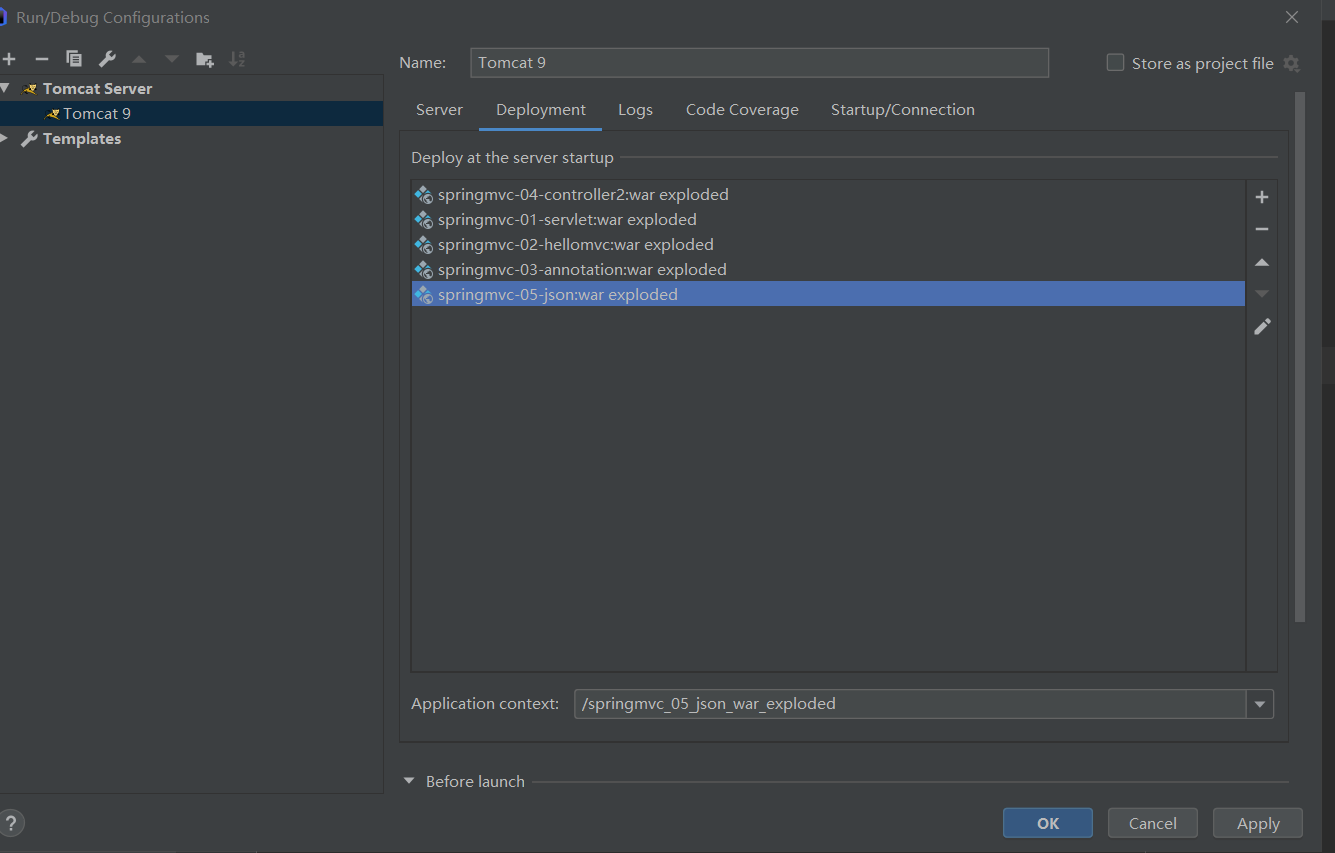 Run/Debug Configurations
Name: Tomcat 9 Store as project file
Tomcat Server
Tomcat 9
Templates
Server Deployment Logs Code Coverage Startup/Connection
Deploy at the server startup
springmvc-04-controller2:war exploded
springmvc-01-servlet:war exploded
springmvc-02-hellomvc:war exploded
springmvc-03-annotation:war exploded
springmvc-05-json:war exploded
Application context: /springmvc_05_json_war_exploded
Before launch
? OK Cancel Apply